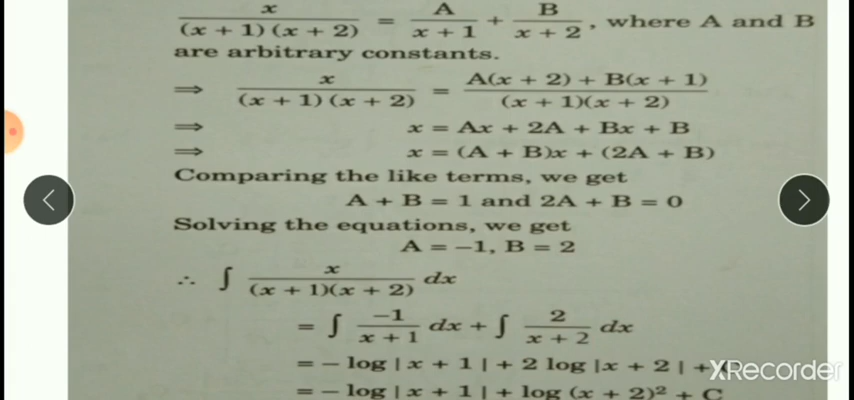 x/((x + 1) (x + 2)) = A/(x + 1) + B/(x + 2), where A and B
are arbitrary constants.
⇒ x/((x + 1) (x + 2)) = (A(x + 2) + B(x + 1))/((x + 1)(x + 2))
⇒ x = Ax + 2A + Bx + B
⇒ x = (A + B)x + (2A + B)
Comparing the like terms, we get
A + B = 1 and 2A + B = 0
Solving the equations, we get
A = −1, B = 2
∴ ∫ x/((x + 1)(x + 2)) dx
= ∫ −1/(x + 1) dx + ∫ 2/(x + 2) dx
= − log | x + 1 | + 2 log |x + 2 | +
= − log | x + 1 | + log (x + 2)² + C
XRecorder